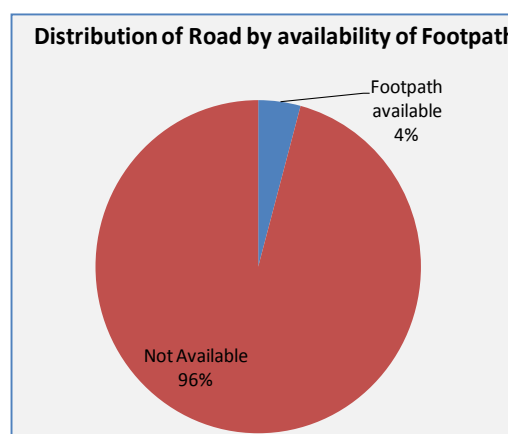 Distribution of Road by availability of Footpath
Footpath
available
4%
Not Available
96%